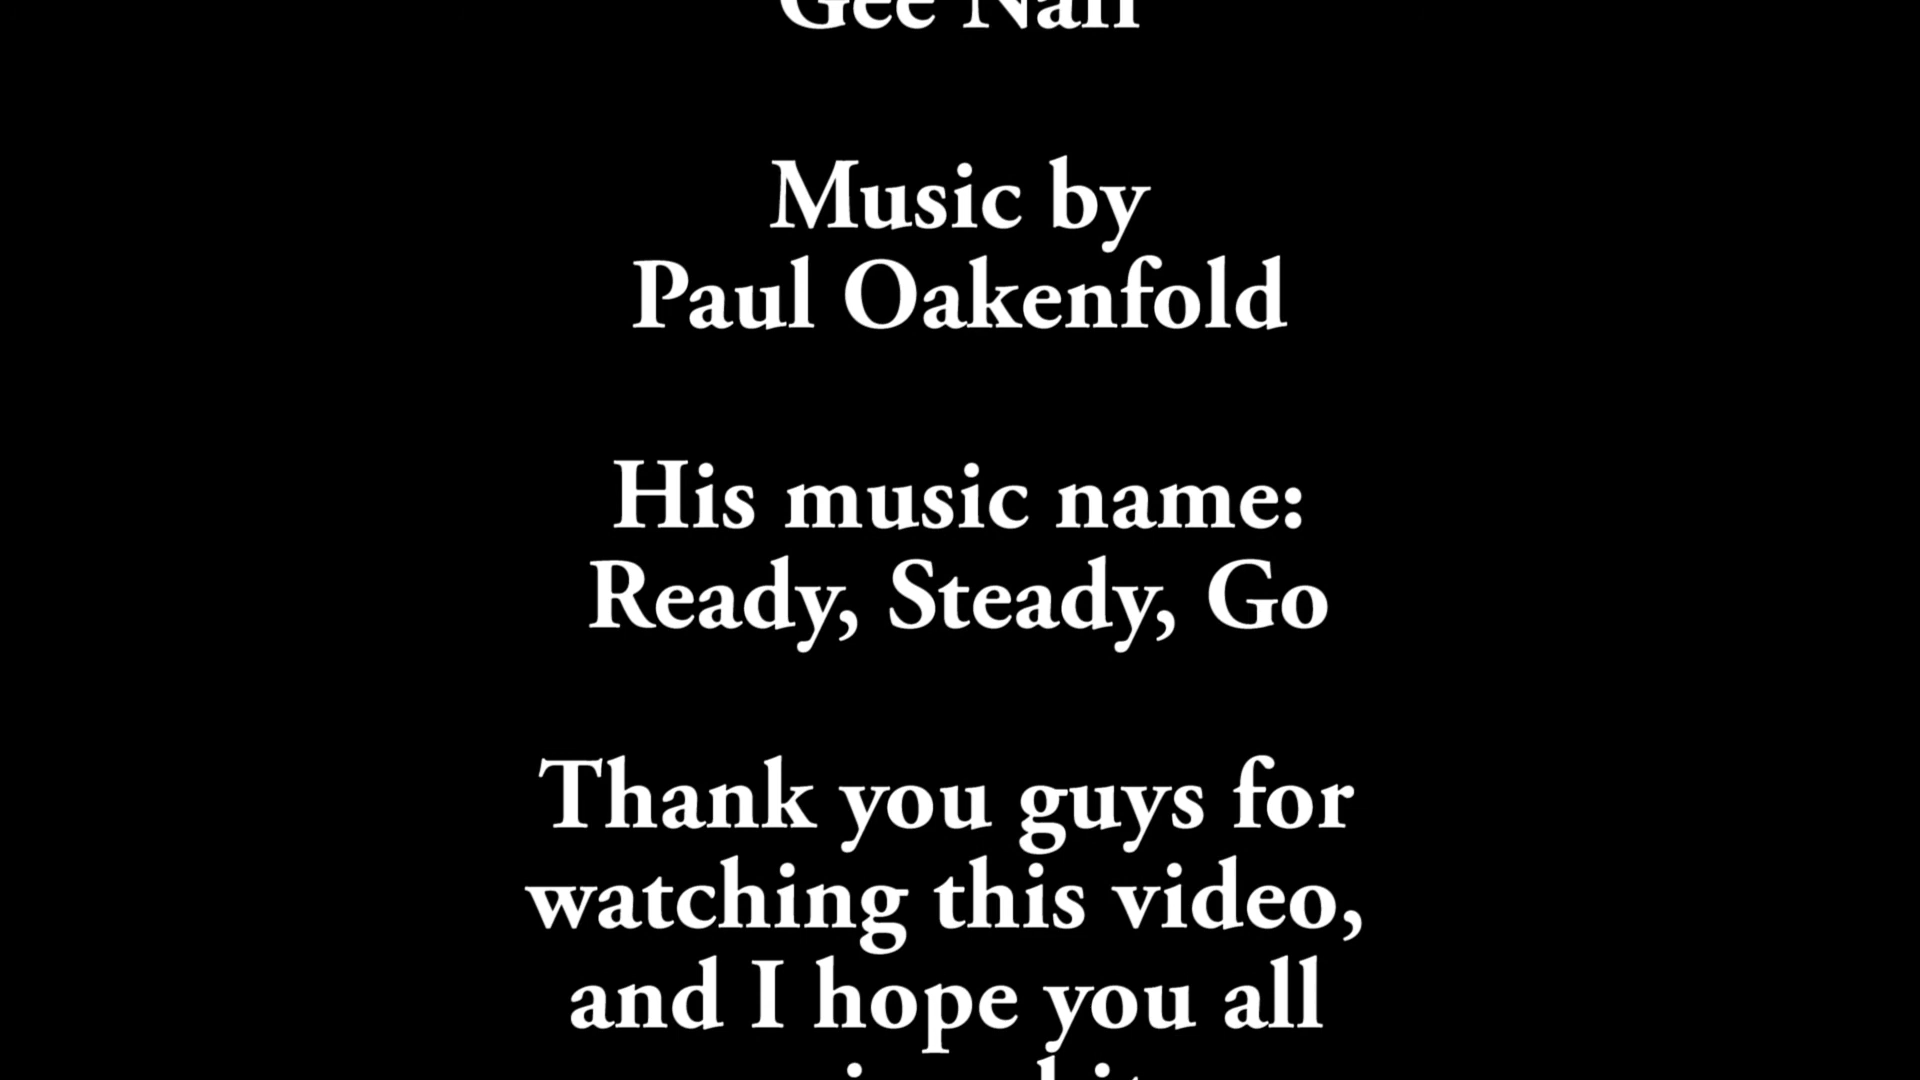 Gee
Music by
Paul Oakenfold
His music name:
Ready, Steady, Go
Thank you guys for
watching this video,
and I hope you all